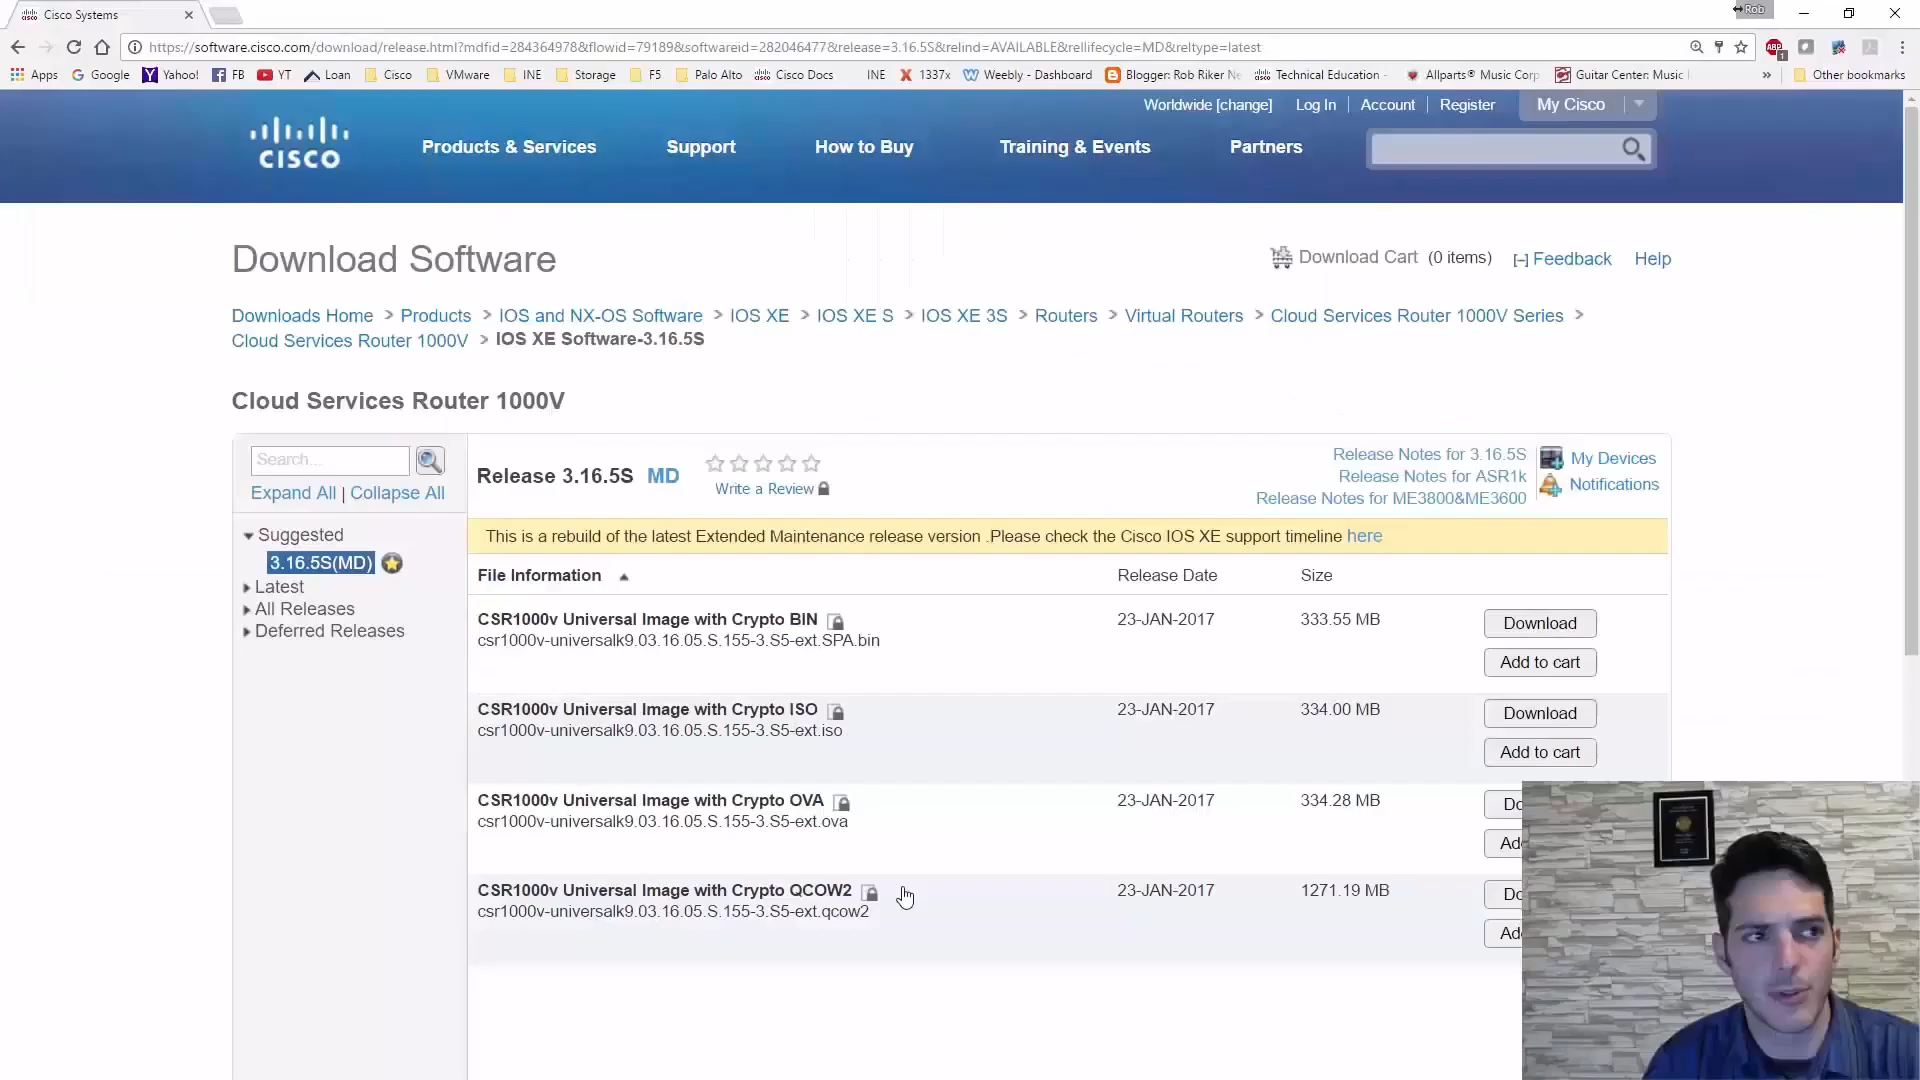 Cisco Systems
Rob
https://software.cisco.com/download/release.html?mdfid=284364978&flowid=79189&softwareid=282046477&release=3.16.5S&relind=AVAILABLE&rellifecycle=MD&reltype=latest
ABP
1
Apps Google Yahoo! FB YT Loan Cisco VMware INE Storage F5 Palo Alto Cisco Docs INE 1337x Weebly - Dashboard Blogger: Rob Riker Ne Technical Education - Allparts® Music Corp Guitar Center: Music » Other bookmarks
Worldwide [change] Log In Account Register My Cisco
CISCO
Products & Services Support How to Buy Training & Events Partners
Download Software
Download Cart (0 items) [–] Feedback Help
Downloads Home > Products > IOS and NX-OS Software > IOS XE > IOS XE S > IOS XE 3S > Routers > Virtual Routers > Cloud Services Router 1000V Series >
Cloud Services Router 1000V > IOS XE Software-3.16.5S
Cloud Services Router 1000V
Search...
Expand All | Collapse All
Suggested
3.16.5S(MD)
Latest
All Releases
Deferred Releases
Release 3.16.5S MD
Write a Review
Release Notes for 3.16.5S
Release Notes for ASR1k
Release Notes for ME3800&ME3600
My Devices
Notifications
This is a rebuild of the latest Extended Maintenance release version .Please check the Cisco IOS XE support timeline here
File Information Release Date Size
CSR1000v Universal Image with Crypto BIN 23-JAN-2017 333.55 MB Download
csr1000v-universalk9.03.16.05.S.155-3.S5-ext.SPA.bin
Add to cart
CSR1000v Universal Image with Crypto ISO 23-JAN-2017 334.00 MB Download
csr1000v-universalk9.03.16.05.S.155-3.S5-ext.iso
Add to cart
CSR1000v Universal Image with Crypto OVA 23-JAN-2017 334.28 MB Do
csr1000v-universalk9.03.16.05.S.155-3.S5-ext.ova
Ad
CSR1000v Universal Image with Crypto QCOW2 23-JAN-2017 1271.19 MB Do
csr1000v-universalk9.03.16.05.S.155-3.S5-ext.qcow2
Ad